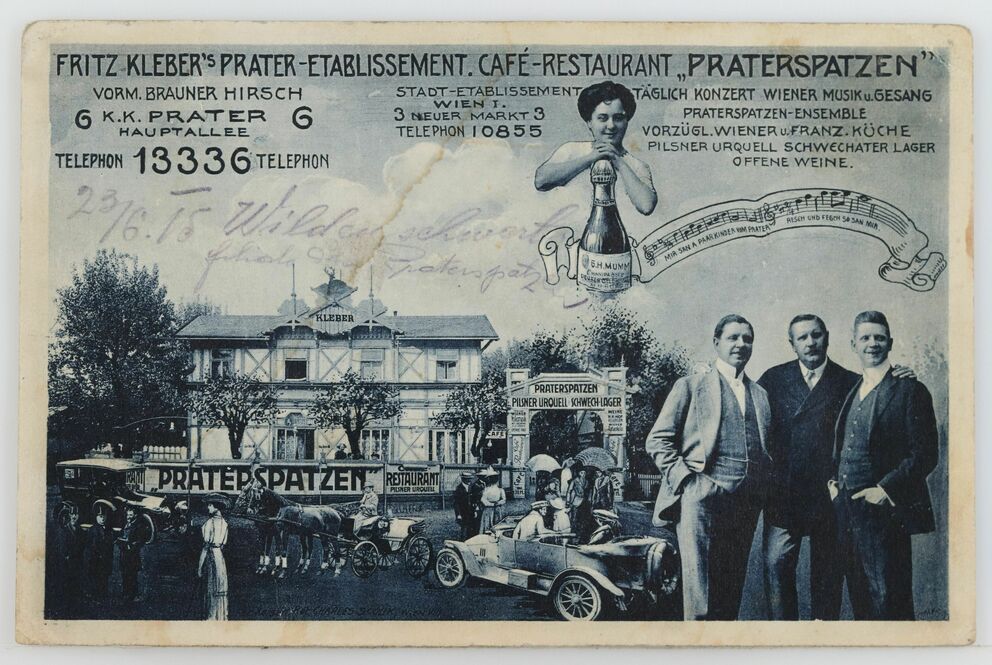 FRITZ KLEBER'S PRATER-ETABLISSEMENT. CAFÉ-RESTAURANT „PRATERSPATZEN”
VORM. BRAUNER HIRSCH
6 K.K. PRATER 6
HAUPTALLEE
TELEPHON 13336 TELEPHON
STADT-ETABLISSEMENT
WIEN I.
3 NEUER MARKT 3
TELEPHON 10855
TÄGLICH KONZERT WIENER MUSIK u. GESANG
PRATERSPATZEN-ENSEMBLE
VORZÜGL. WIENER u. FRANZ. KÖCHE
PILSNER URQUELL SCHWECHATER LAGER
OFFENE WEINE.
23/6.15
G.H. MUMM
MIR SAN A PAAR KINDER VOM PRATER
RESCH UND FEGSCH SO SAN MIR
KLEBER
PRATERSPATZEN
PILSNER URQUELL SCHWECH-LAGER
PRATERSPATZEN
RESTAURANT
PILSNER URQUELL